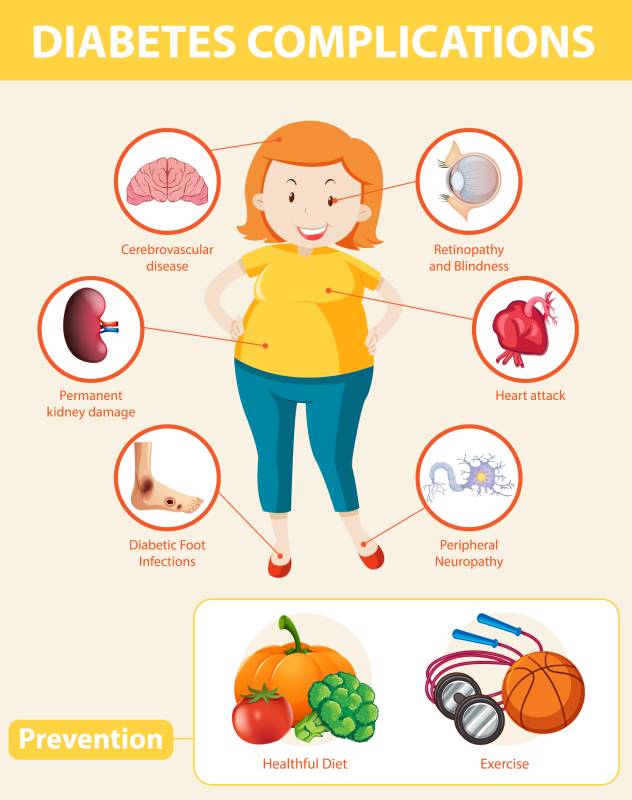 DIABETES COMPLICATIONS
Cerebrovascular
disease
Retinopathy
and Blindness
Permanent
kidney damage
Heart attack
Diabetic Foot
Infections
Peripheral
Neuropathy
Prevention
Healthful Diet
Exercise